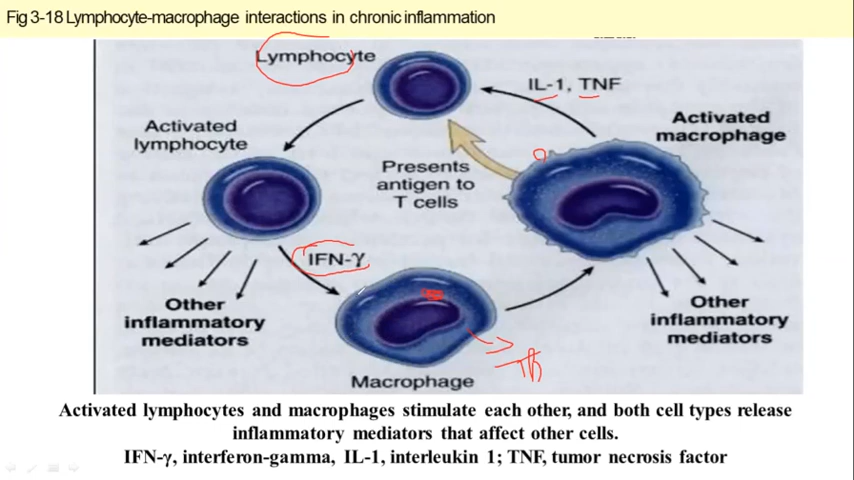 Fig 3-18 Lymphocyte-macrophage interactions in chronic inflammation
Lymphocyte
IL-1, TNF
Activated
macrophage
Activated
lymphocyte
Presents
antigen to
T cells
IFN-γ
Other
inflammatory
mediators
Other
inflammatory
mediators
Macrophage
Activated lymphocytes and macrophages stimulate each other, and both cell types release
inflammatory mediators that affect other cells.
IFN-γ, interferon-gamma, IL-1, interleukin 1; TNF, tumor necrosis factor